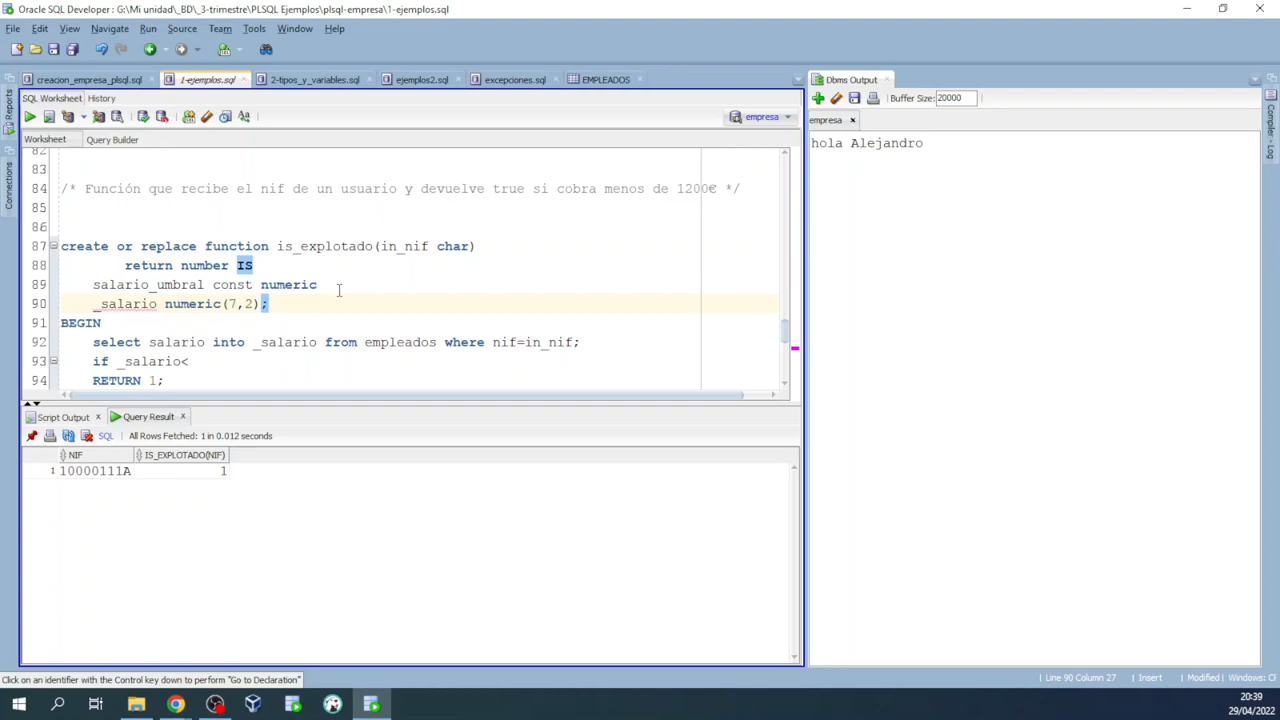 Oracle SQL Developer : G:\Mi unidad\_BD\_3-trimestre\PLSQL Ejemplos\plsql-empresa\1-ejemplos.sql
File Edit View Navigate Run Source Team Tools Window Help
creacion_empresa_plsql.sql 1-ejemplos.sql 2-tipos_y_variables.sql ejemplos2.sql excepciones.sql EMPLEADOS
Dbms Output
SQL Worksheet History
Buffer Size: 20000
empresa
empresa
Worksheet Query Builder
hola Alejandro
82
83
84 /* Función que recibe el nif de un usuario y devuelve true si cobra menos de 1200€ */
85
86
87 create or replace function is_explotado(in_nif char)
88 return number IS
89 salario_umbral const numeric
90 _salario numeric(7,2);
91 BEGIN
92 select salario into _salario from empleados where nif=in_nif;
93 if _salario<
94 RETURN 1;
Script Output Query Result
SQL All Rows Fetched: 1 in 0.012 seconds
NIF IS_EXPLOTADO(NIF)
1 10000111A 1
Reports
Connections
Compiler - Log
Click on an identifier with the Control key down to perform "Go to Declaration"
Line 90 Column 27 Insert Modified Windows: Cl
20:39
29/04/2022